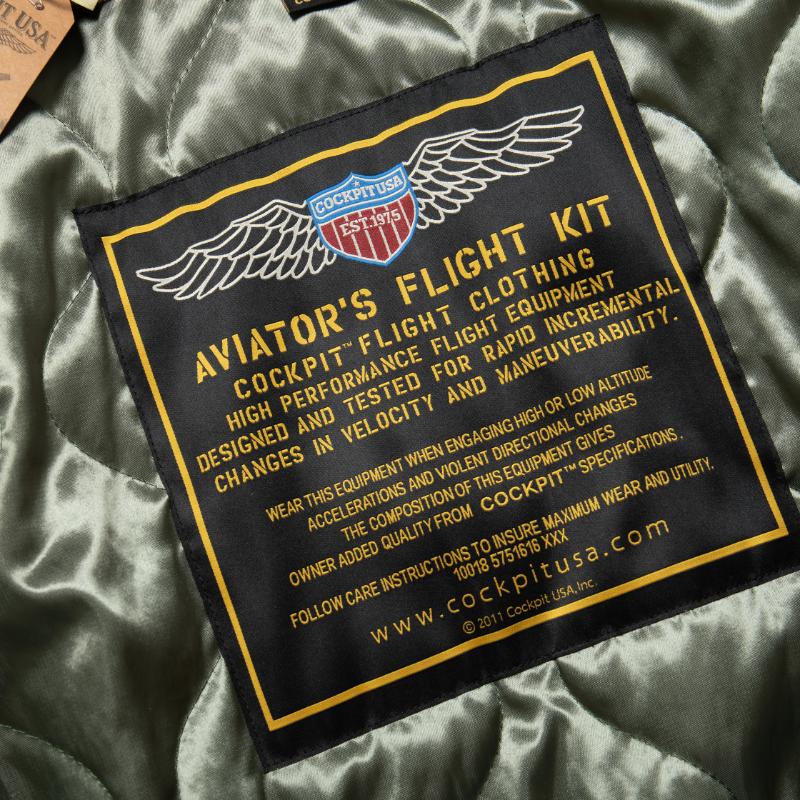 PIT USA
COCKPIT USA
EST.1975
AVIATOR'S FLIGHT KIT
COCKPIT™ FLIGHT CLOTHING
HIGH PERFORMANCE FLIGHT EQUIPMENT
DESIGNED AND TESTED FOR RAPID INCREMENTAL
CHANGES IN VELOCITY AND MANEUVERABILITY.
WEAR THIS EQUIPMENT WHEN ENGAGING HIGH OR LOW ALTITUDE
ACCELERATIONS AND VIOLENT DIRECTIONAL CHANGES
THE COMPOSITION OF THIS EQUIPMENT GIVES
OWNER ADDED QUALITY FROM COCKPIT™ SPECIFICATIONS.
FOLLOW CARE INSTRUCTIONS TO INSURE MAXIMUM WEAR AND UTILITY.
10018 5751616 XXX
www.cockpitusa.com
© 2011 Cockpit USA, Inc.